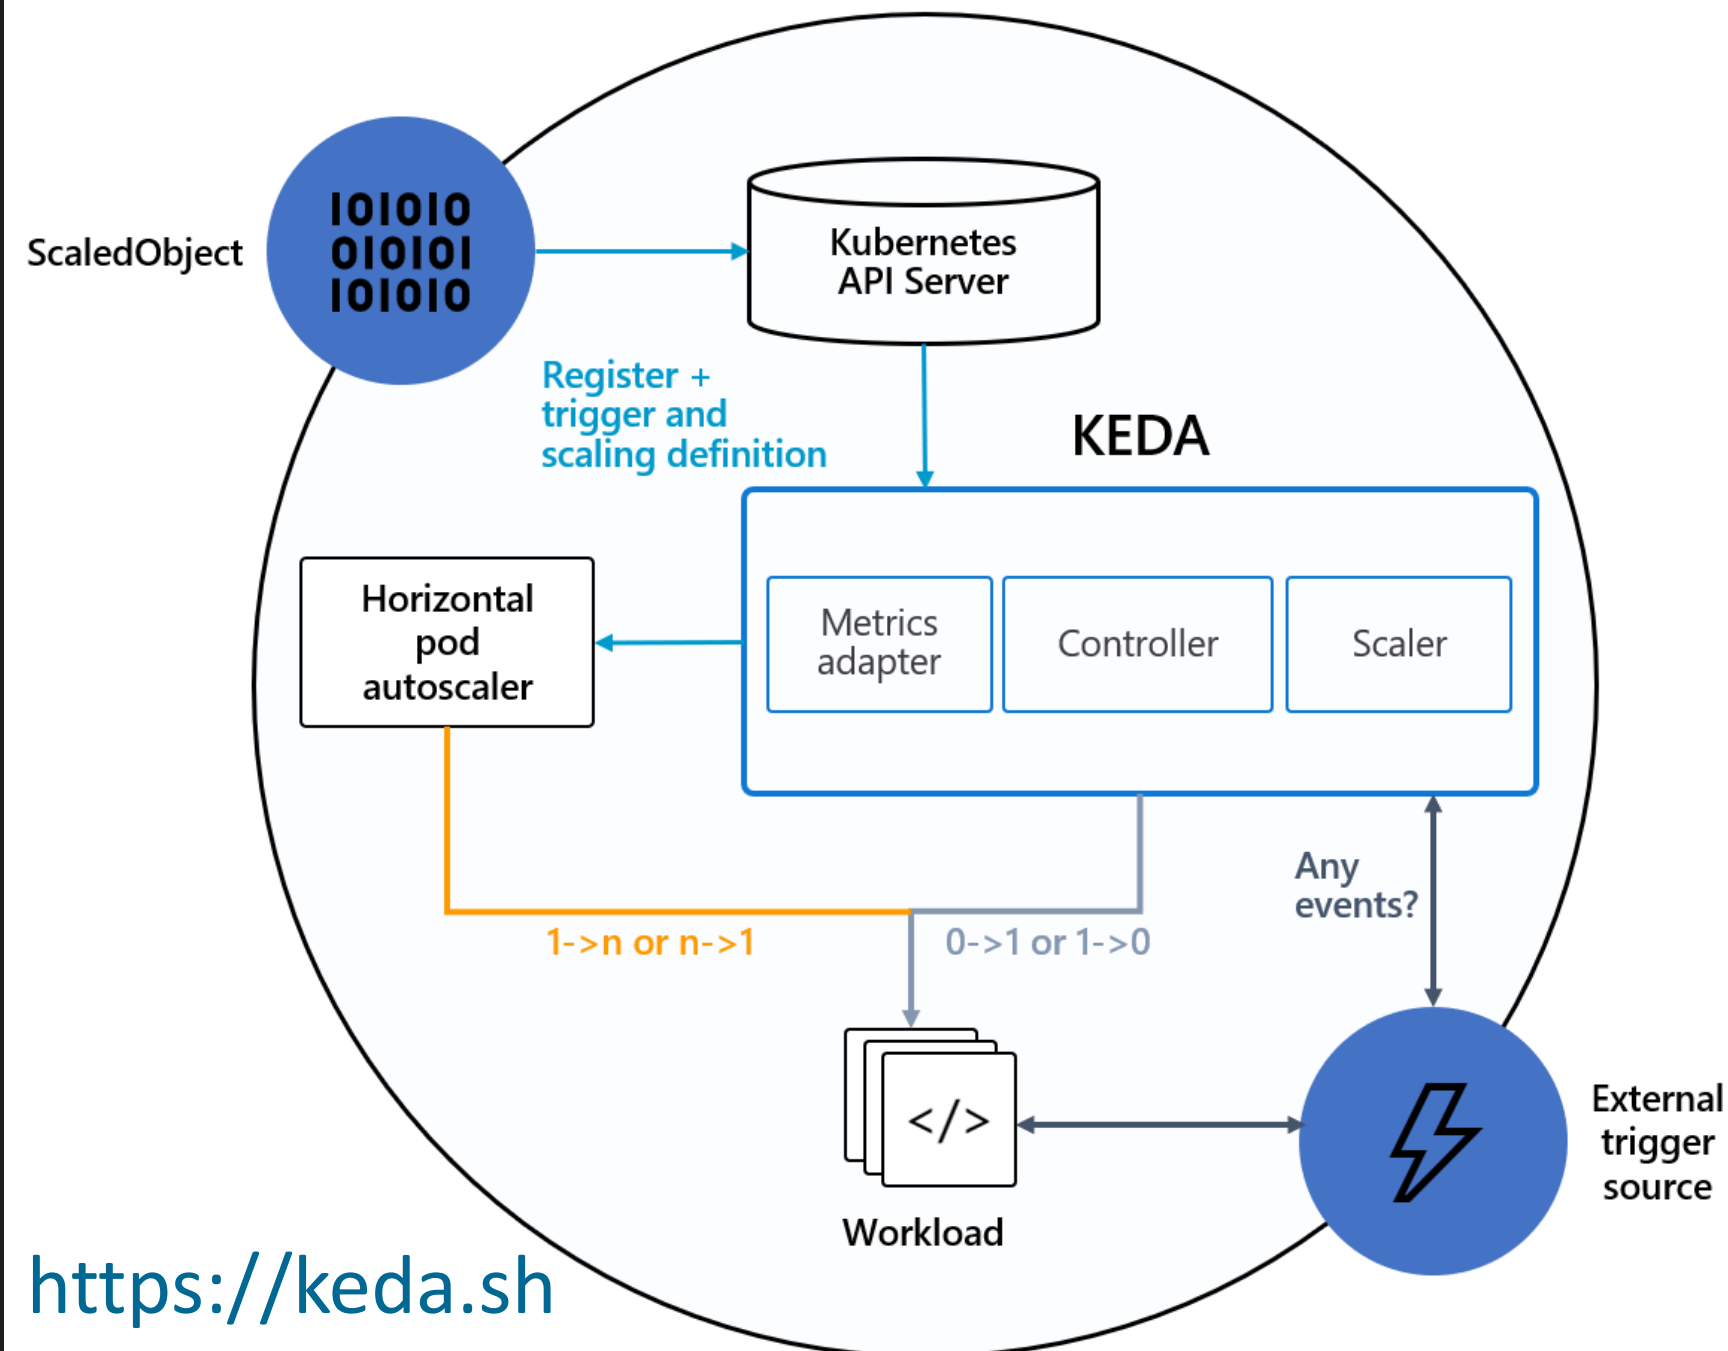 ScaledObject
101010
010101
101010
Kubernetes
API Server
Register +
trigger and
scaling definition
KEDA
Horizontal
pod
autoscaler
Metrics
adapter
Controller
Scaler
Any
events?
1->n or n->1
0->1 or 1->0
</>
Workload
External
trigger
source
https://keda.sh